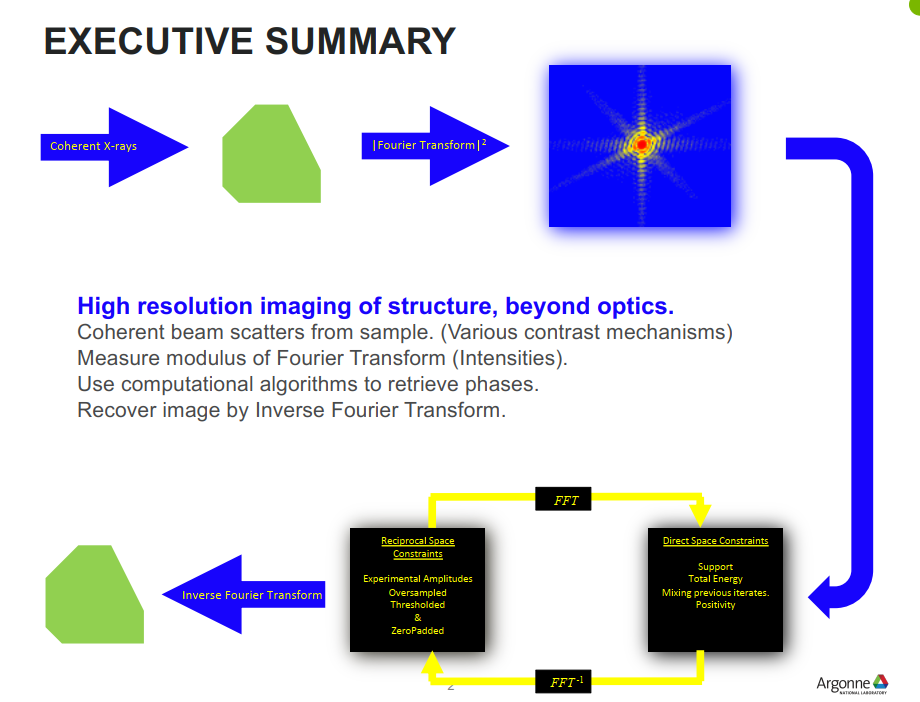 EXECUTIVE SUMMARY
Coherent X-rays
|Fourier Transform|²
High resolution imaging of structure, beyond optics.
Coherent beam scatters from sample. (Various contrast mechanisms)
Measure modulus of Fourier Transform (Intensities).
Use computational algorithms to retrieve phases.
Recover image by Inverse Fourier Transform.
FFT
Reciprocal Space
Constraints
Experimental Amplitudes
Oversampled
Thresholded
&
ZeroPadded
Direct Space Constraints
Support
Total Energy
Mixing previous iterates.
Positivity
Inverse Fourier Transform
FFT⁻¹
2
Argonne
NATIONAL LABORATORY